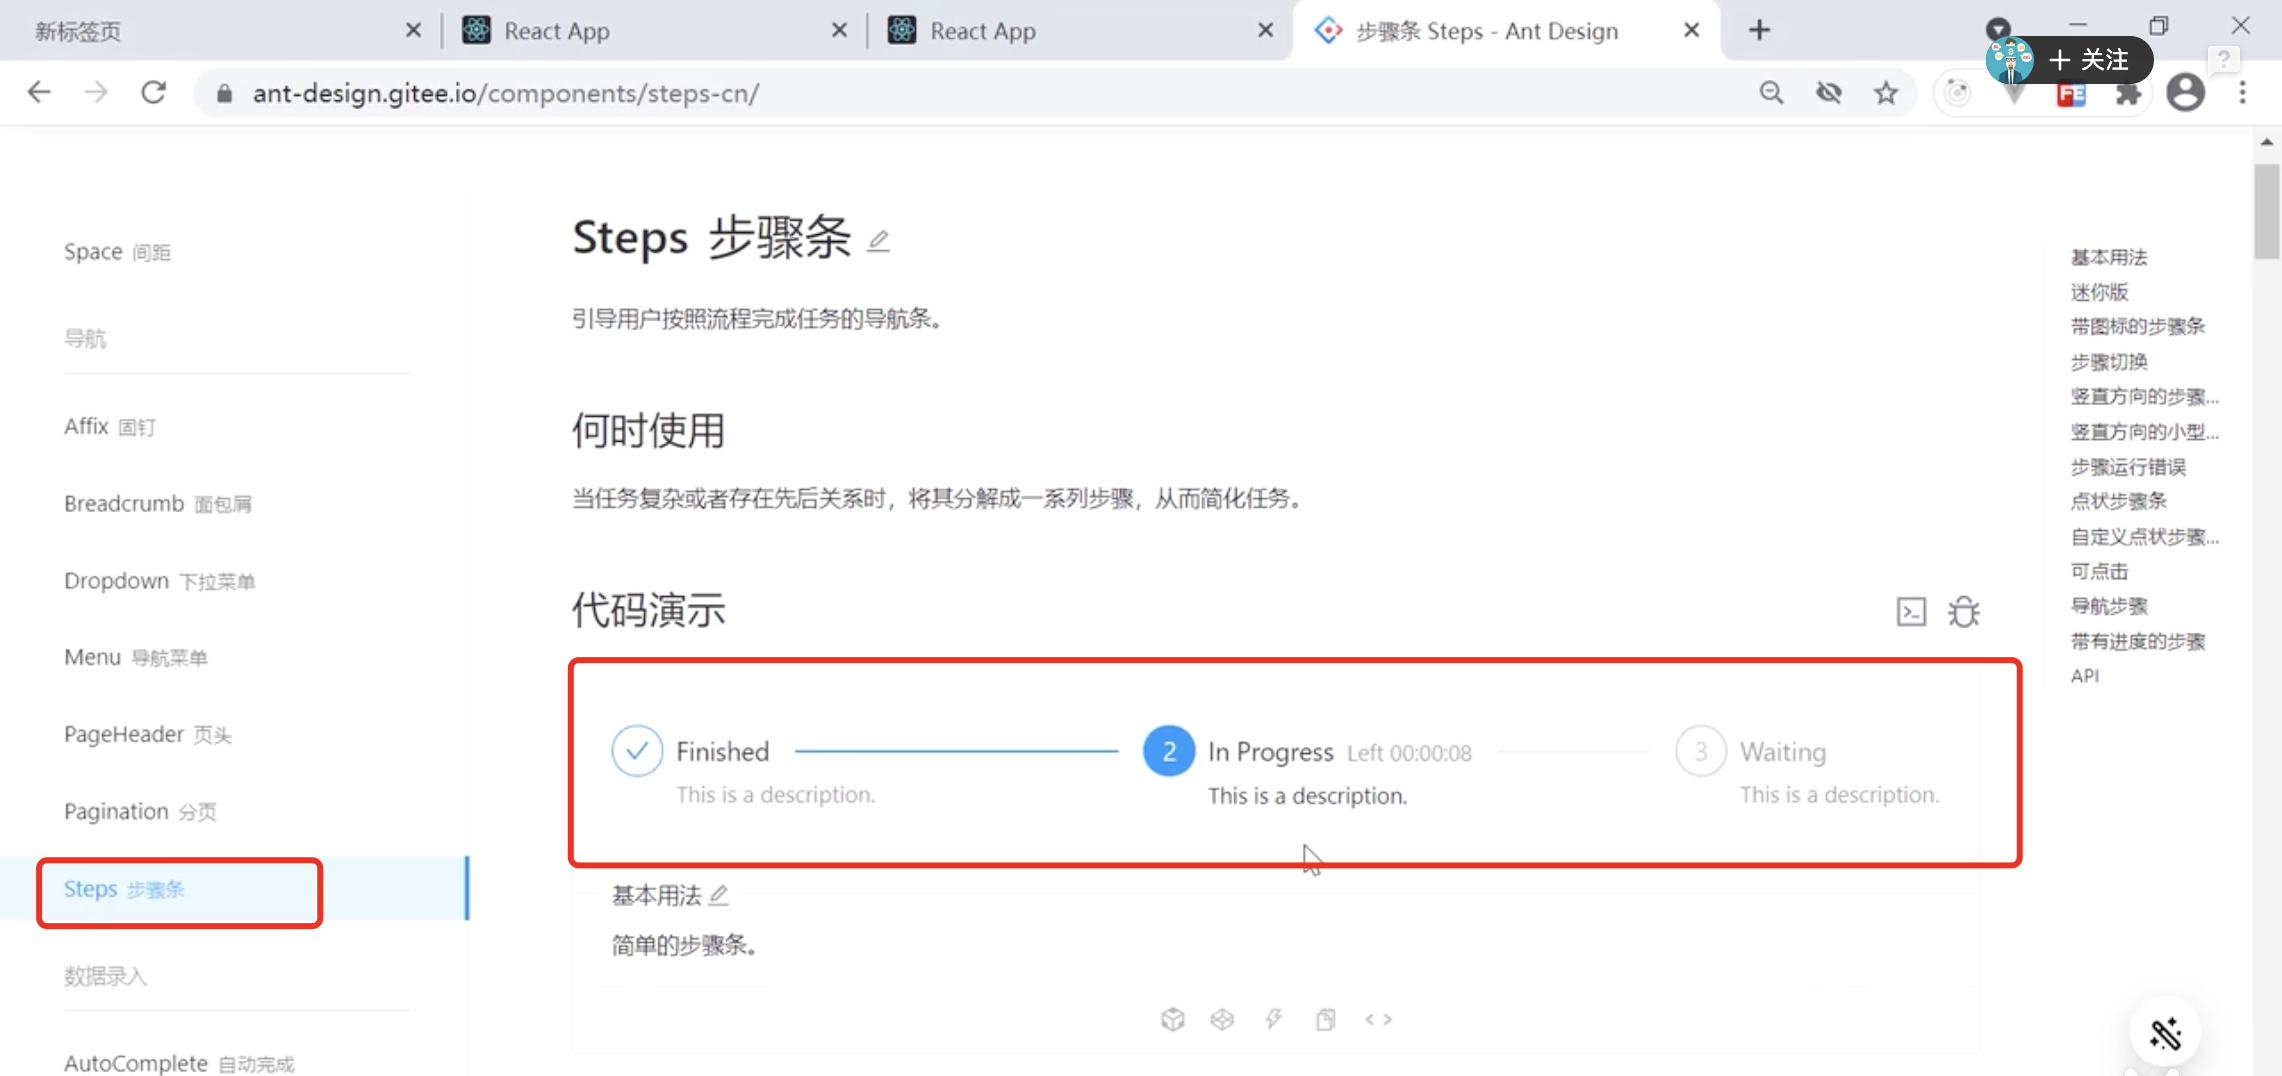 新标签页
React App
React App
步骤条 Steps - Ant Design
+ 关注
?
ant-design.gitee.io/components/steps-cn/
FE
Space 间距
导航
Affix 固钉
Breadcrumb 面包屑
Dropdown 下拉菜单
Menu 导航菜单
PageHeader 页头
Pagination 分页
Steps 步骤条
数据录入
AutoComplete 自动完成
Steps 步骤条
引导用户按照流程完成任务的导航条。
何时使用
当任务复杂或者存在先后关系时，将其分解成一系列步骤，从而简化任务。
代码演示
Finished
This is a description.
2 In Progress Left 00:00:08
This is a description.
3 Waiting
This is a description.
基本用法
简单的步骤条。
基本用法
迷你版
带图标的步骤条
步骤切换
竖直方向的步骤...
竖直方向的小型...
步骤运行错误
点状步骤条
自定义点状步骤...
可点击
导航步骤
带有进度的步骤
API